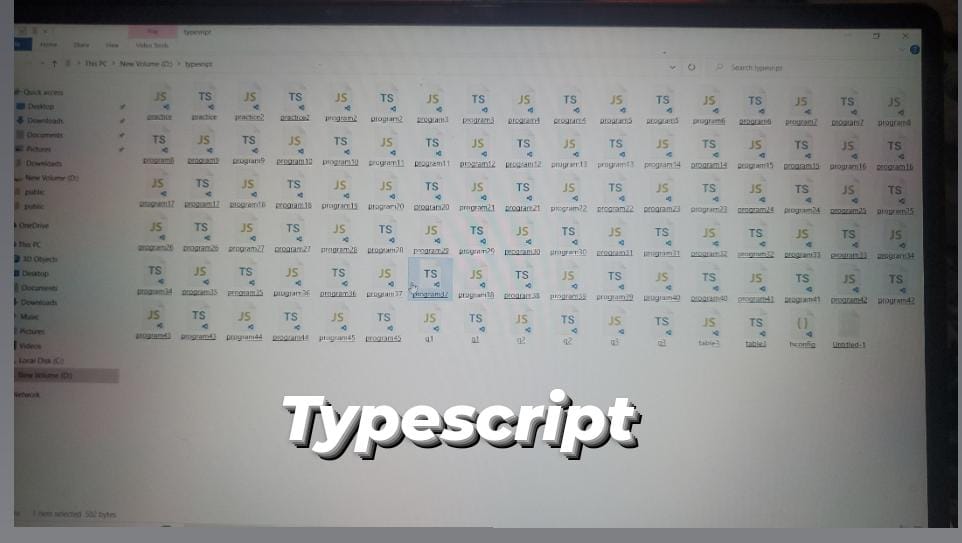 Play typesript
Home Share View Video Tools
This PC > New Volume (D:) > typesript
Search typesript
JS TS JS TS JS TS JS TS JS TS JS TS JS TS JS TS JS
practice practice practice2 practice2 program2 program2 program3 program3 program4 program4 program5 program5 program6 program6 program7 program7 program8
TS JS TS JS TS JS TS JS TS JS TS JS TS JS TS JS TS
program8 program9 program9 program10 program10 program11 program11 program12 program12 program13 program13 program14 program14 program15 program15 program16 program16
JS TS JS TS JS JS TS JS TS JS TS JS TS JS TS JS TS
program17 program17 program18 program18 program19 program20 program20 program21 program21 program22 program22 program23 program23 program24 program24 program25 program25
JS TS JS TS JS TS JS TS JS TS JS TS JS TS JS TS JS
program26 program26 program27 program27 program28 program28 program29 program29 program30 program30 program31 program31 program32 program32 program33 program33 program34
TS JS TS JS TS JS TS JS TS JS TS JS TS JS TS JS TS
program34 program35 program35 program36 program36 program37 program37 program38 program38 program39 program39 program40 program40 program41 program41 program42 program42
JS TS JS TS JS TS JS TS JS TS JS TS JS TS { }
program43 program43 program44 program44 program45 program45 q1 q1 q2 q2 q3 q3 table3 table3 tsconfig Untitled-1
Quick access
Desktop
Downloads
Documents
Pictures
Downloads
New Volume (D:)
public
public
OneDrive
This PC
3D Objects
Desktop
Documents
Downloads
Music
Pictures
Videos
Local Disk (C:)
New Volume (D:)
Network
Typescript
1 item selected 502 bytes